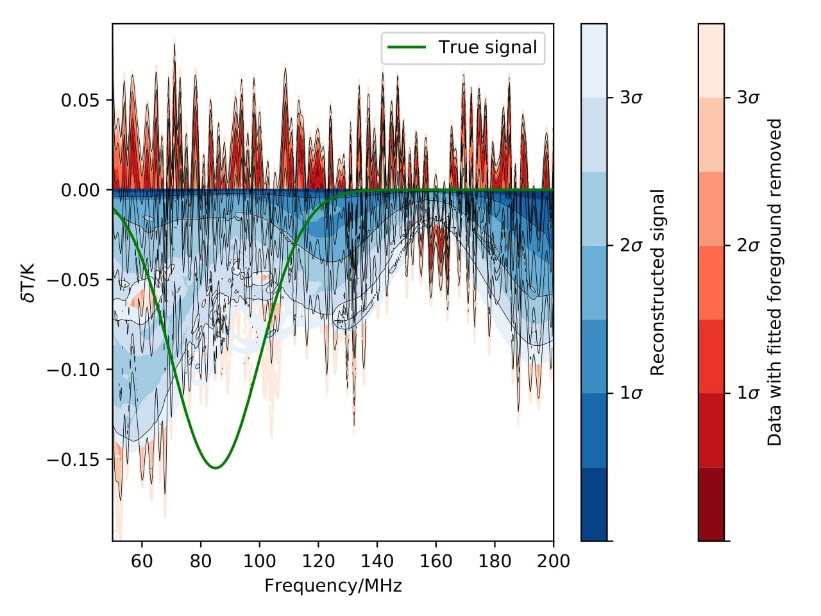 True signal
0.05
0.00
−0.05
−0.10
−0.15
δT/K
60 80 100 120 140 160 180 200
Frequency/MHz
3σ
2σ
1σ
Reconstructed signal
3σ
2σ
1σ
Data with fitted foreground removed